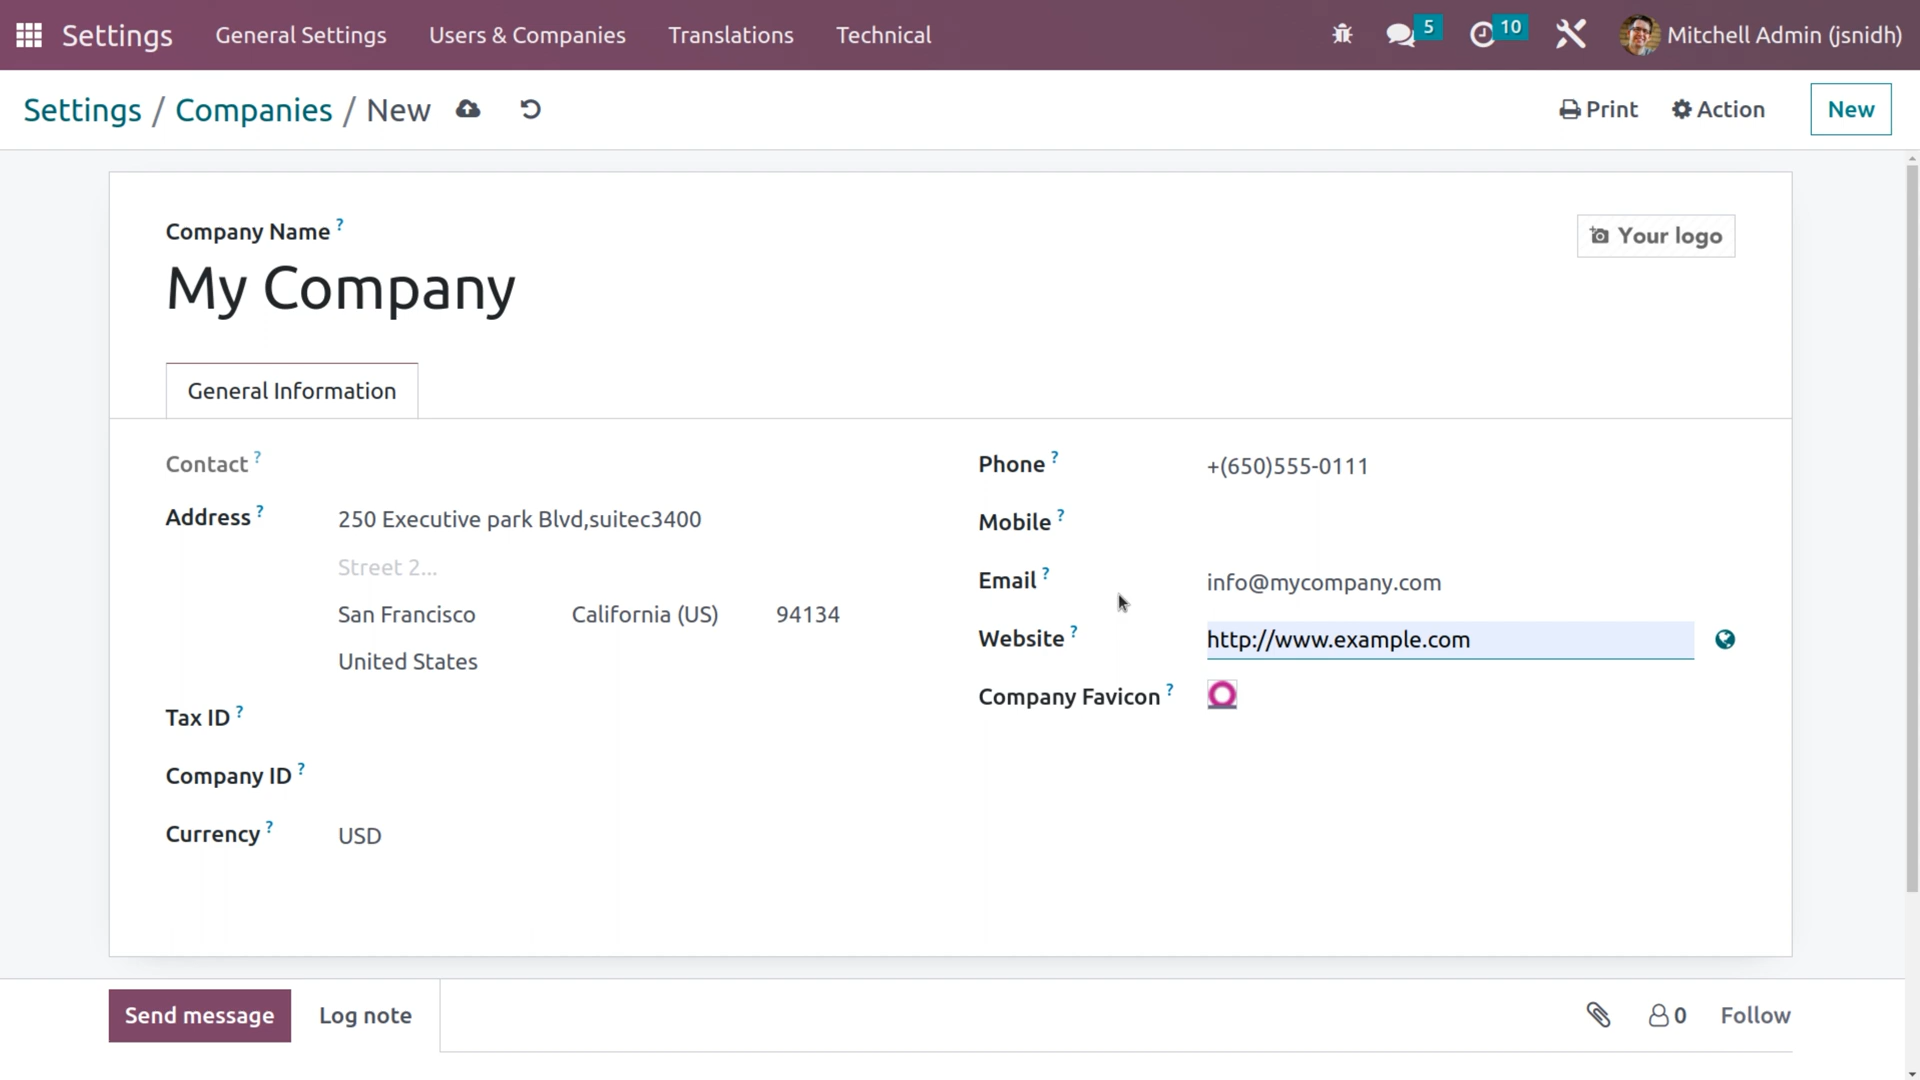 Settings General Settings Users & Companies Translations Technical 5 10 Mitchell Admin (jsnidh)
Settings / Companies / New Print Action New
Company Name ?
Your logo
My Company
General Information
Contact ?
Phone ? +(650)555-0111
Address ? 250 Executive park Blvd,suitec3400
Mobile ?
Street 2...
Email ? info@mycompany.com
San Francisco California (US) 94134
Website ? http://www.example.com
United States
Company Favicon ?
Tax ID ?
Company ID ?
Currency ? USD
Send message Log note 0 Follow